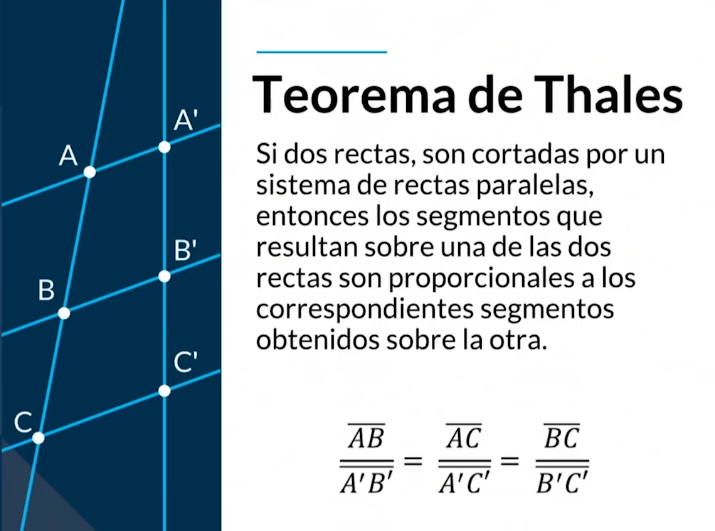 A'
A
B'
B
C'
C
Teorema de Thales
Si dos rectas, son cortadas por un
sistema de rectas paralelas,
entonces los segmentos que
resultan sobre una de las dos
rectas son proporcionales a los
correspondientes segmentos
obtenidos sobre la otra.
$\frac{\overline{AB}}{\overline{A'B'}} = \frac{\overline{AC}}{\overline{A'C'}} = \frac{\overline{BC}}{\overline{B'C'}}$